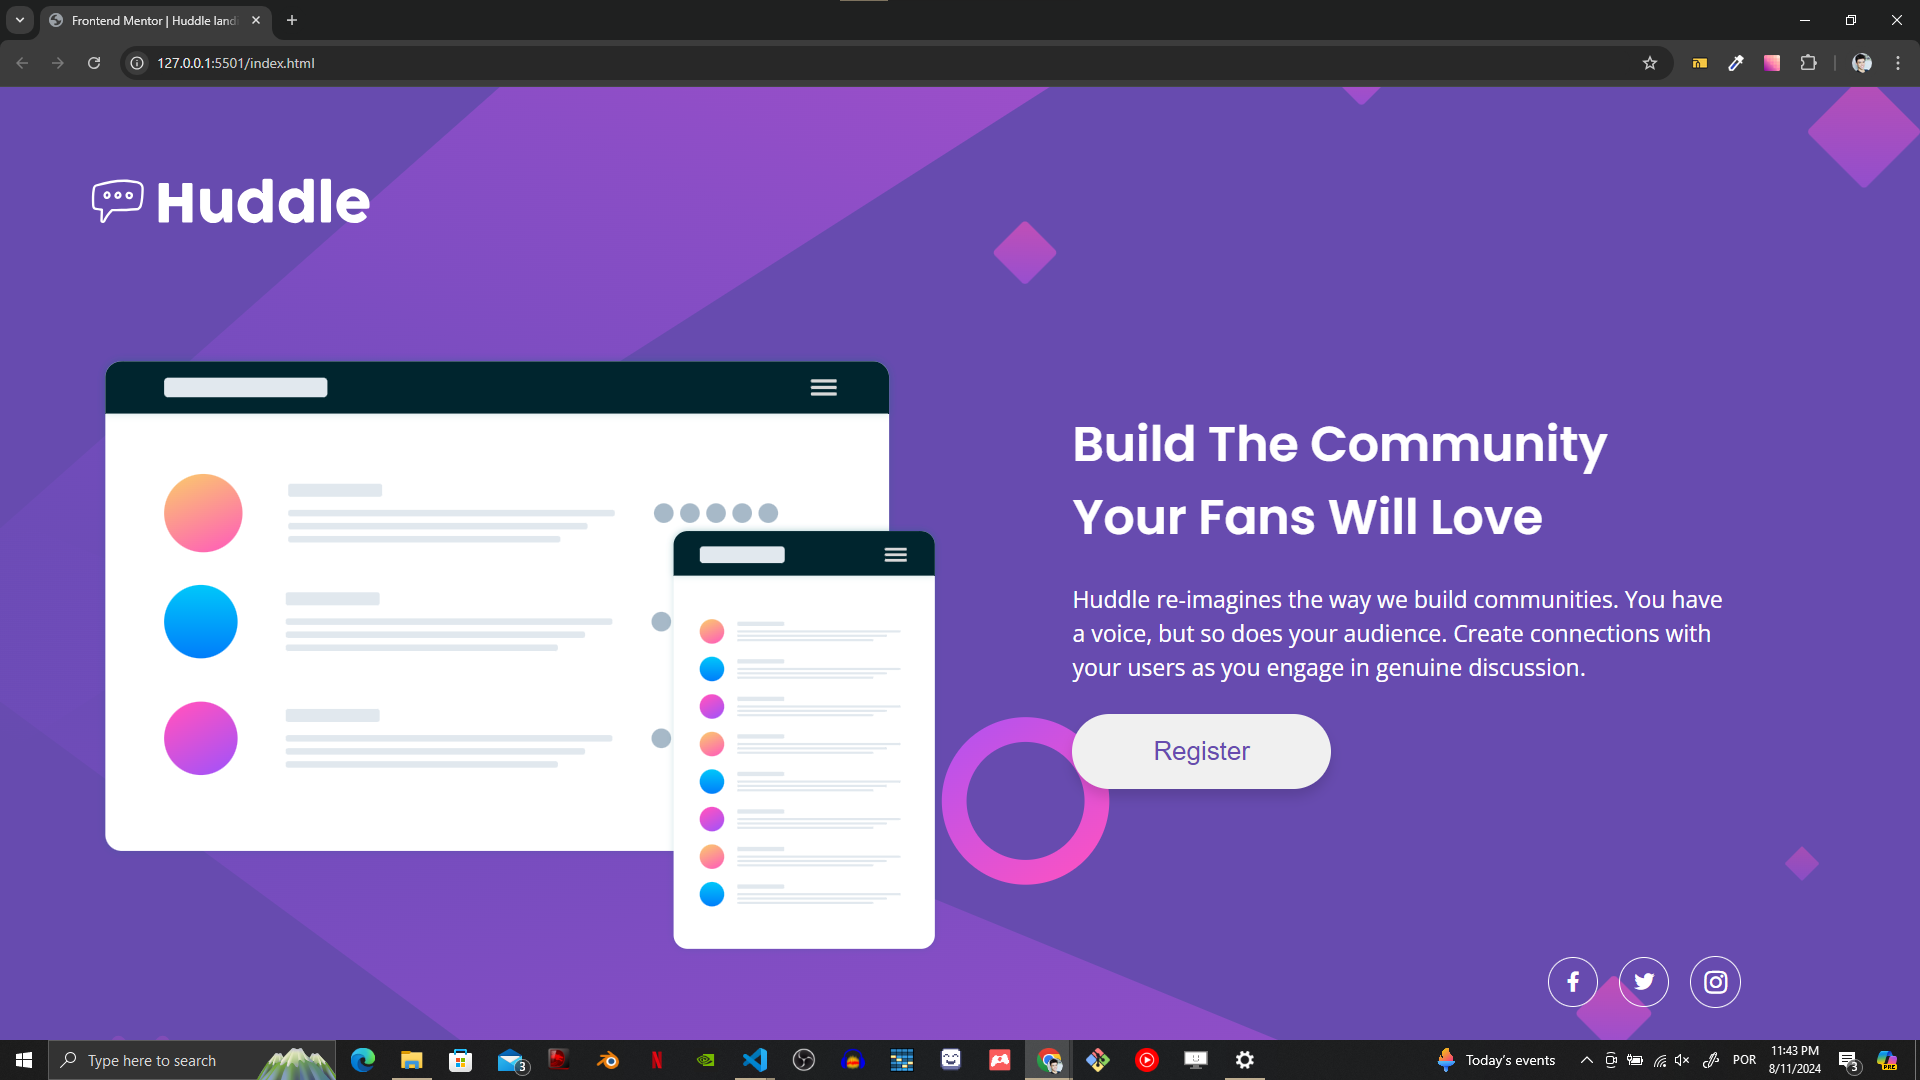 Frontend Mentor | Huddle landi
127.0.0.1:5501/index.html
Huddle
Build The Community
Your Fans Will Love
Huddle re-imagines the way we build communities. You have
a voice, but so does your audience. Create connections with
your users as you engage in genuine discussion.
Register
Type here to search
3
N
Today's events
POR
11:43 PM
8/11/2024
3
PRE